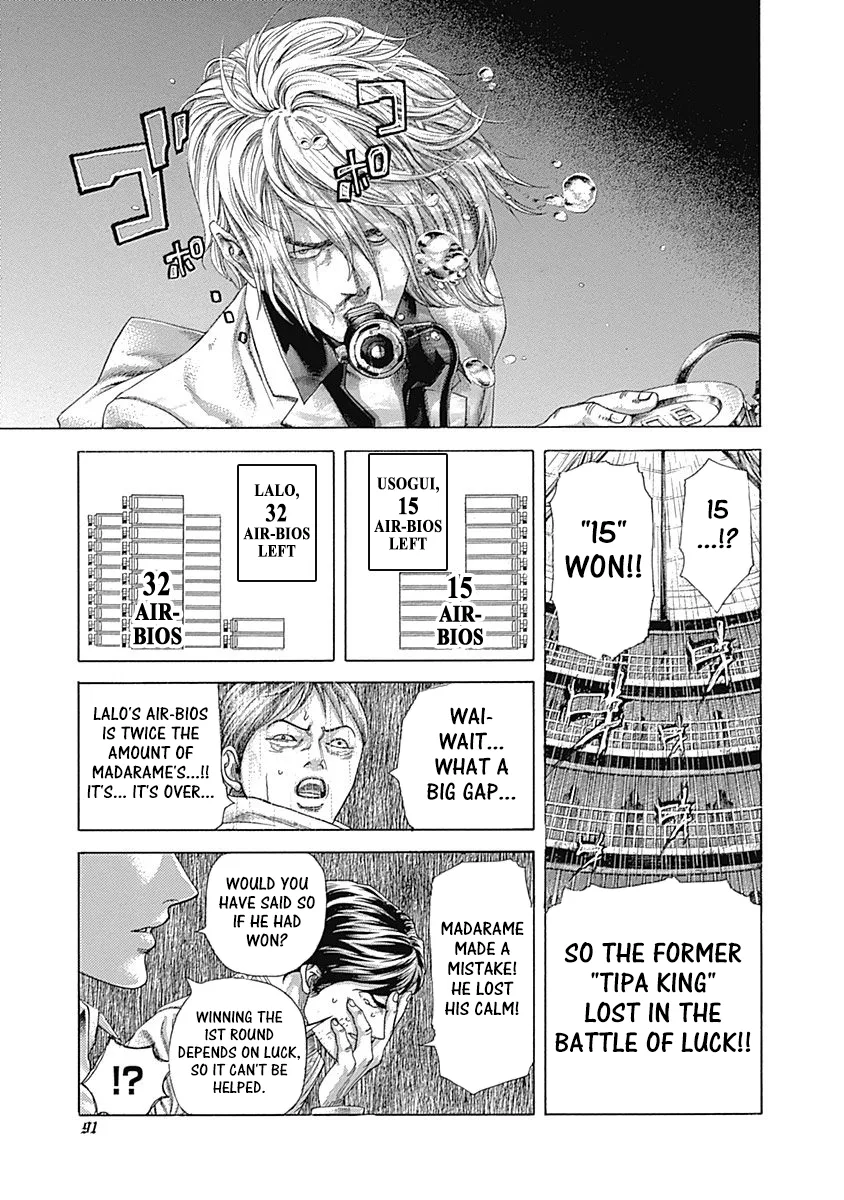 ゴ
ゴ
ポ
ポ
15
...!?
"15"
WON!!
SO THE FORMER
"TIPA KING"
LOST IN THE
BATTLE OF LUCK!!
USOGUI,
15
AIR-BIOS
LEFT
15
AIR-
BIOS
LALO,
32
AIR-BIOS
LEFT
32
AIR-
BIOS
WAI-
WAIT...
WHAT A
BIG GAP...
LALO'S AIR-BIOS
IS TWICE THE
AMOUNT OF
MADARAME'S...!!
IT'S... IT'S OVER...
MADARAME
MADE A
MISTAKE!
HE LOST
HIS CALM!
WOULD YOU
HAVE SAID SO
IF HE HAD
WON?
WINNING THE
1ST ROUND
DEPENDS ON LUCK,
SO IT CAN'T BE
HELPED.
!?
91